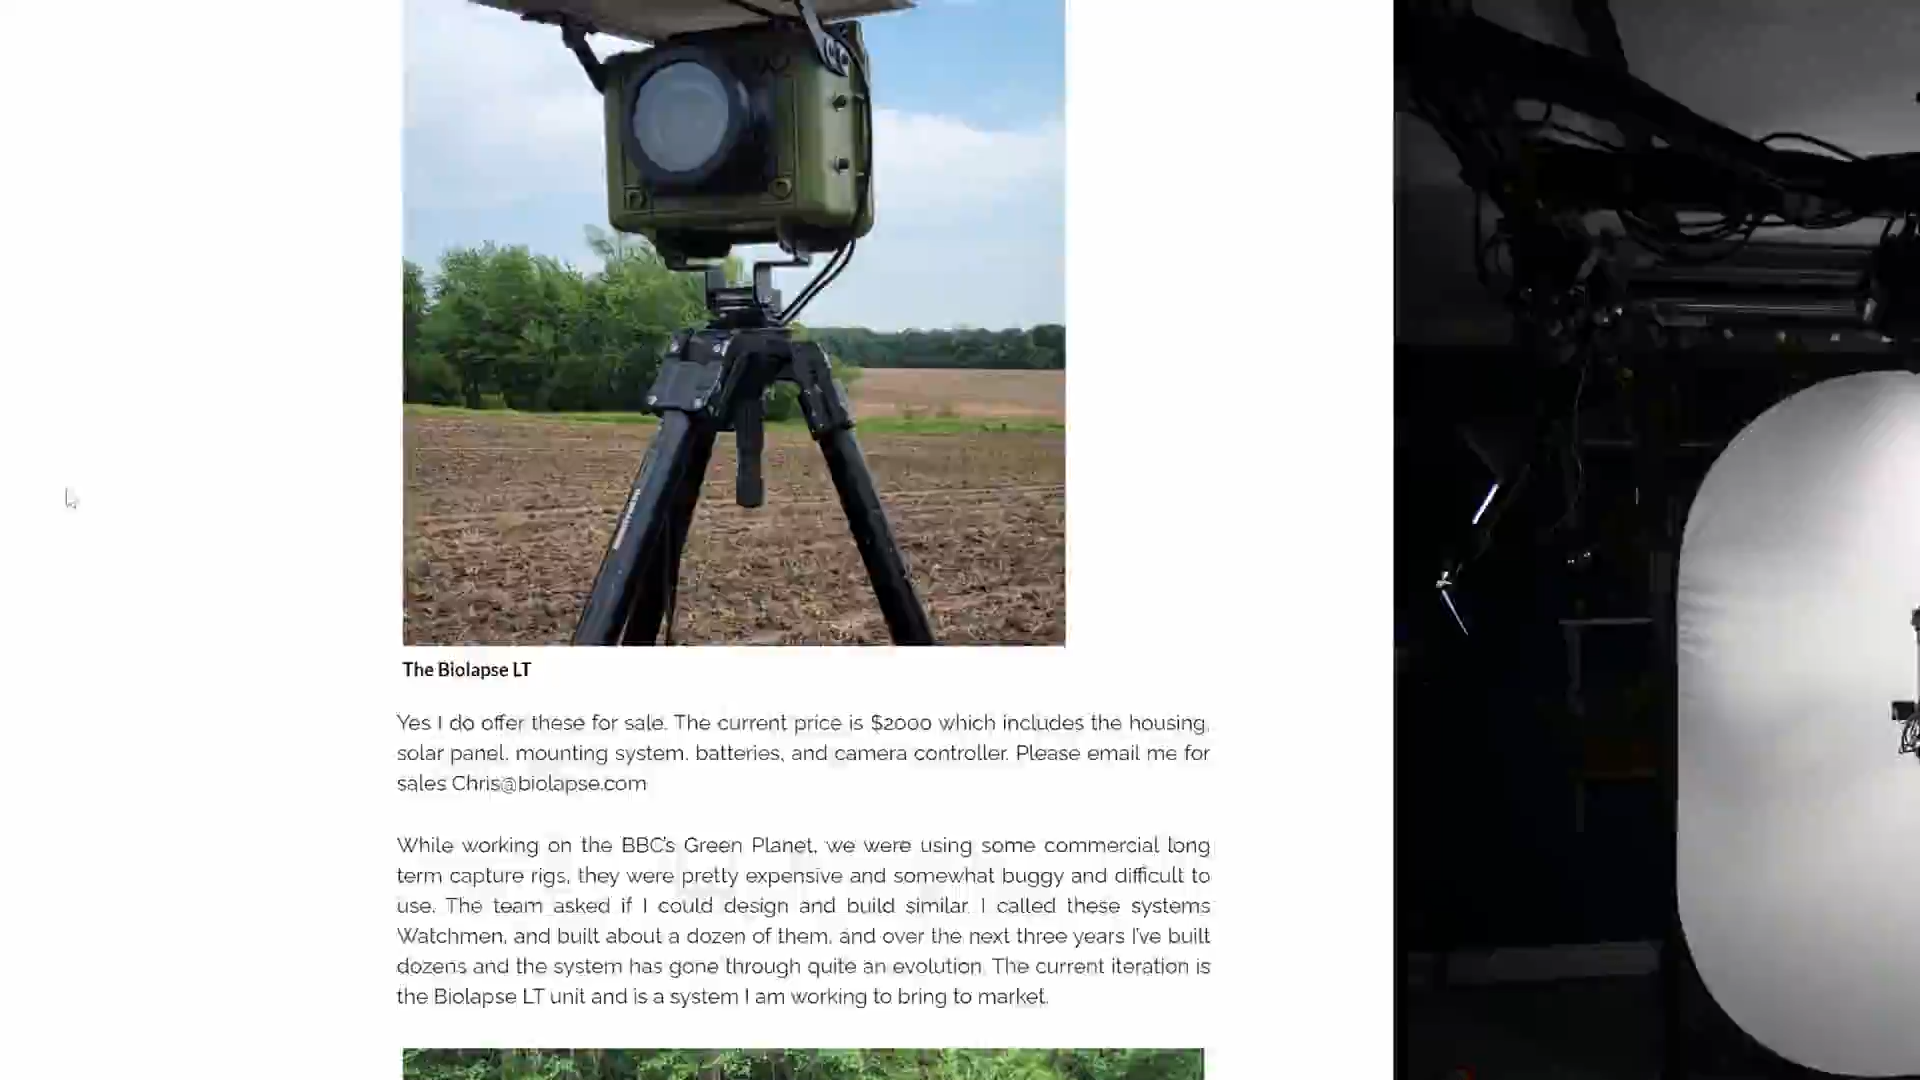 The Biolapse LT
Yes I do offer these for sale. The current price is $2000 which includes the housing,
solar panel, mounting system, batteries, and camera controller. Please email me for
sales Chris@biolapse.com
While working on the BBC's Green Planet, we were using some commercial long
term capture rigs, they were pretty expensive and somewhat buggy and difficult to
use. The team asked if I could design and build similar. I called these systems
Watchmen, and built about a dozen of them, and over the next three years I've built
dozens and the system has gone through quite an evolution. The current iteration is
the Biolapse LT unit and is a system I am working to bring to market.